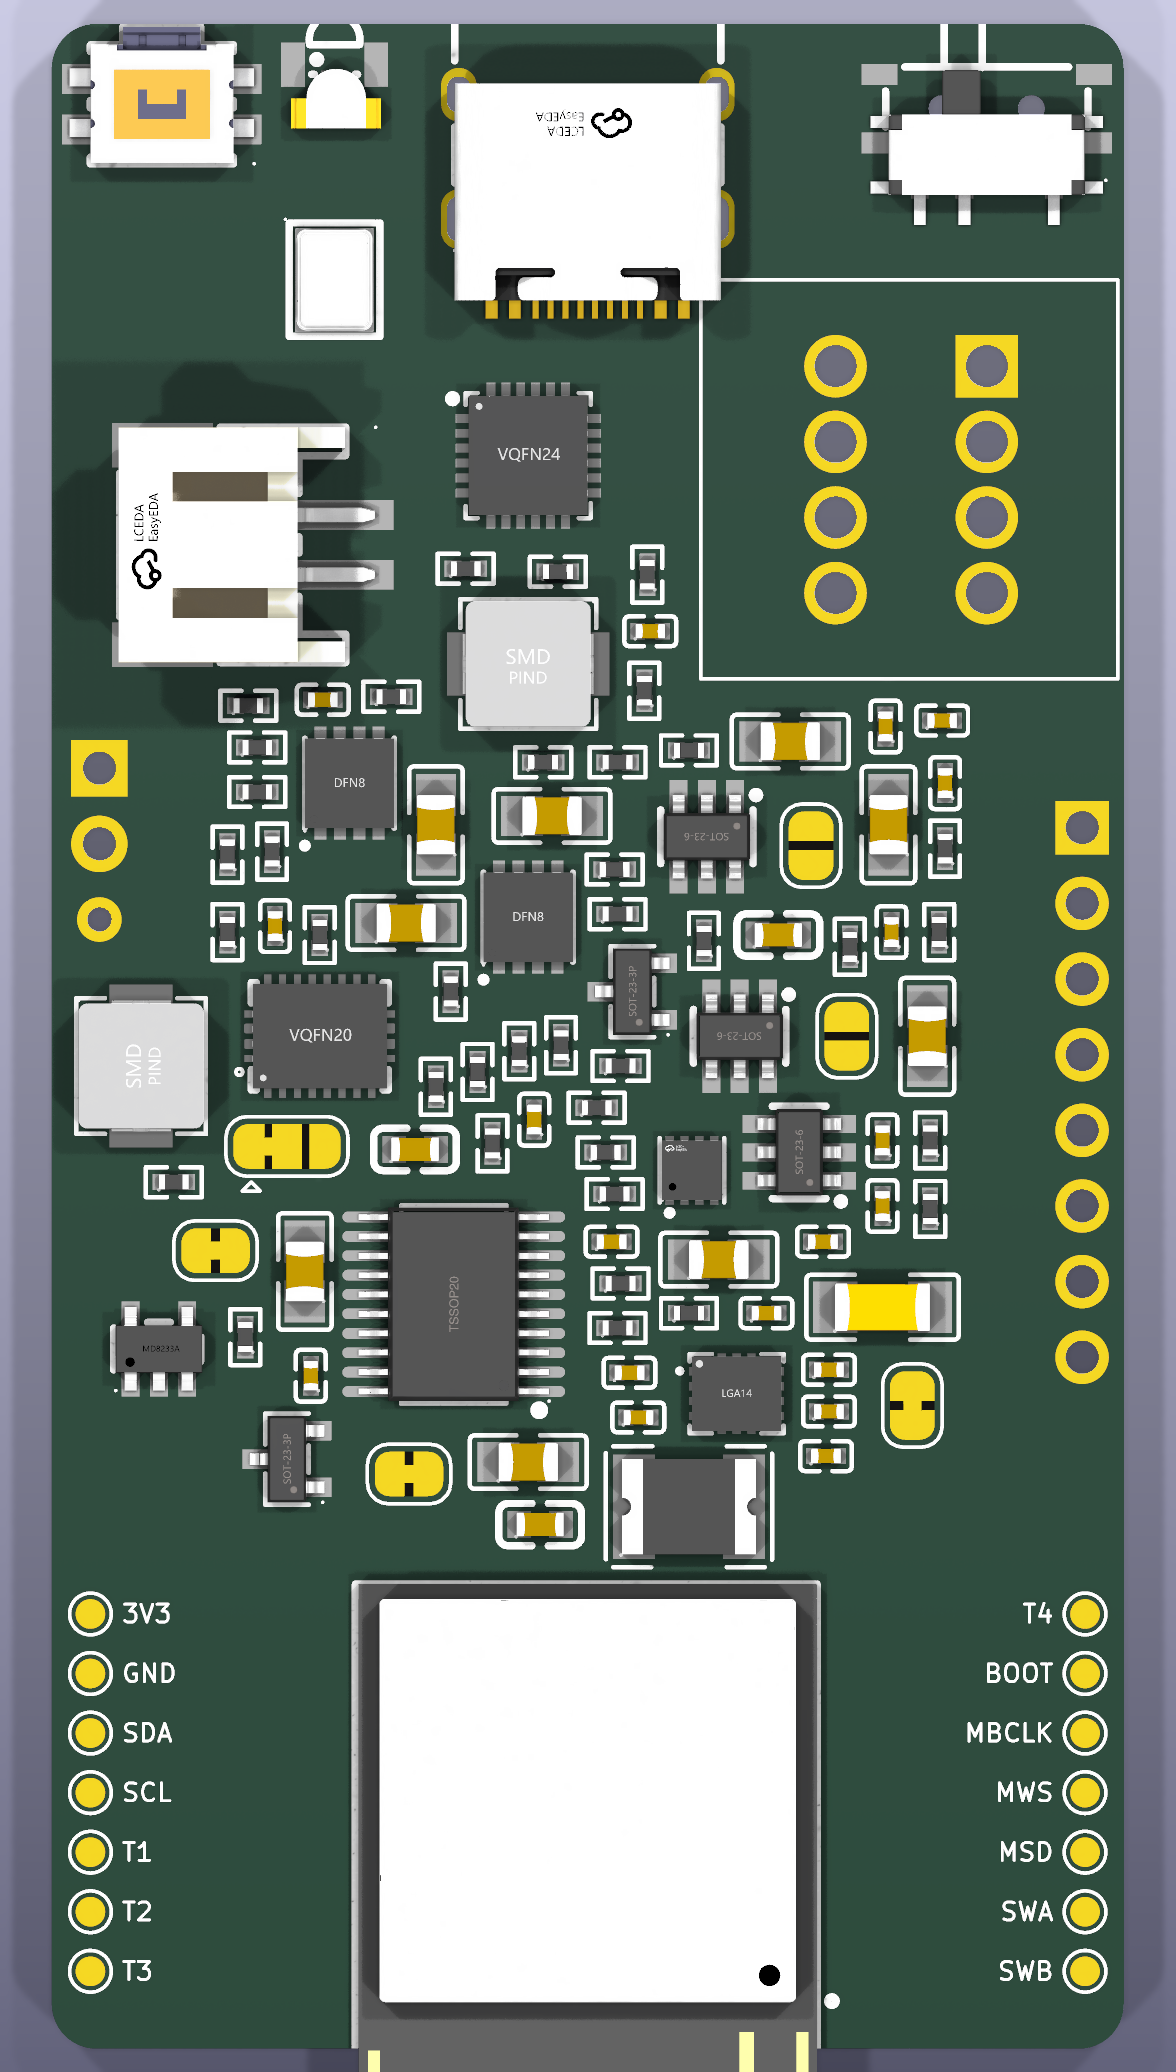 LCEDA
EasyEDA
VQFN24
LCEDA
EasyEDA
SMD
PIND
DFN8
SOT-23-6
DFN8
SOT-23-3P
SOT-23-6
VQFN20
SMD
PIND
SOT-23-6
TSSOP20
MD8233A
LGA14
SOT-23-3P
3V3
GND
SDA
SCL
T1
T2
T3
T4
BOOT
MBCLK
MWS
MSD
SWA
SWB